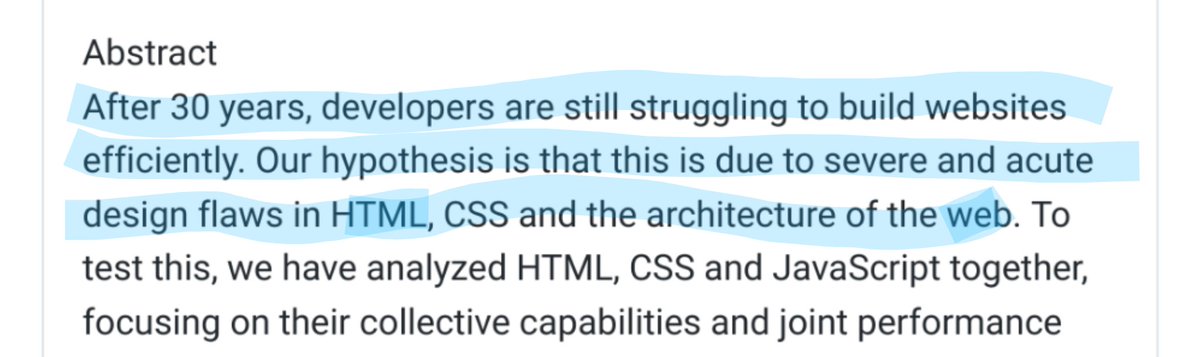 Abstract
After 30 years, developers are still struggling to build websites
efficiently. Our hypothesis is that this is due to severe and acute
design flaws in HTML, CSS and the architecture of the web. To
test this, we have analyzed HTML, CSS and JavaScript together,
focusing on their collective capabilities and joint performance